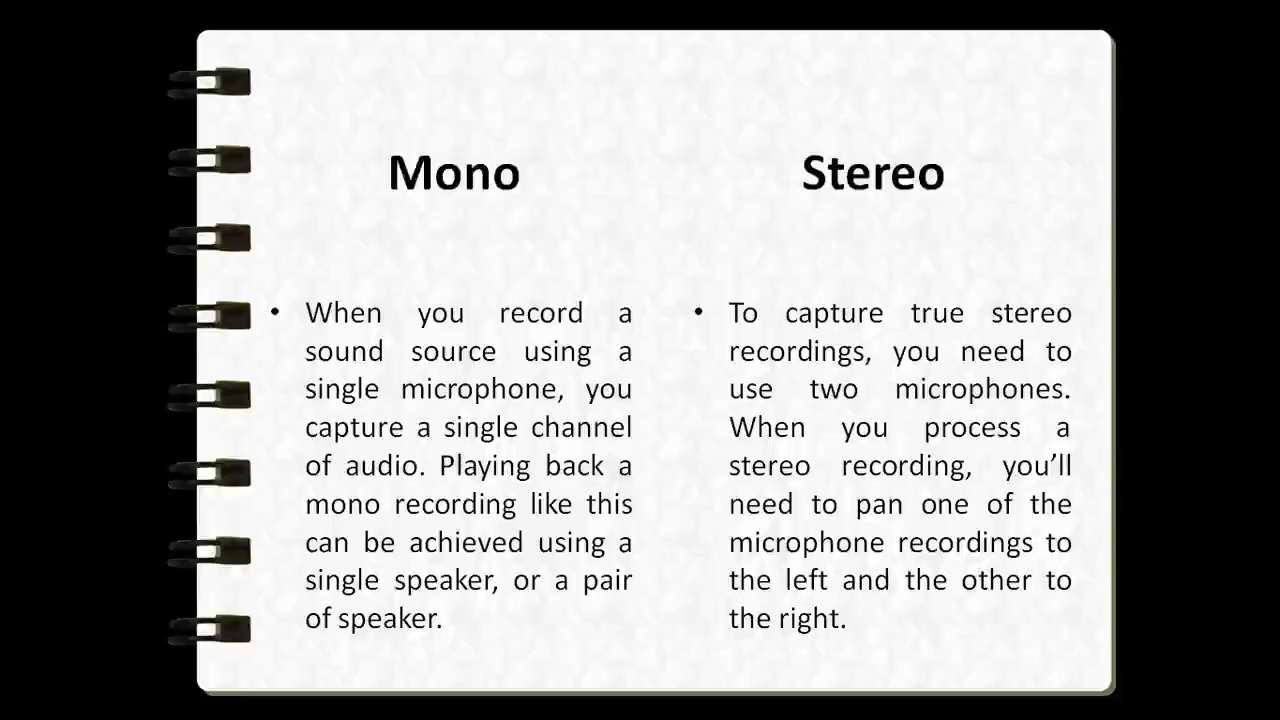 Mono
• When you record a
sound source using a
single microphone, you
capture a single channel
of audio. Playing back a
mono recording like this
can be achieved using a
single speaker, or a pair
of speaker.
Stereo
• To capture true stereo
recordings, you need to
use two microphones.
When you process a
stereo recording, you’ll
need to pan one of the
microphone recordings to
the left and the other to
the right.